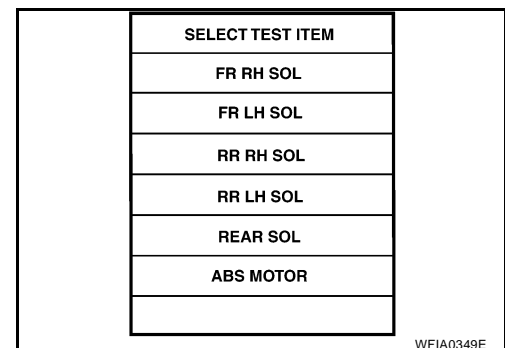 SELECT TEST ITEM
FR RH SOL
FR LH SOL
RR RH SOL
RR LH SOL
REAR SOL
ABS MOTOR
WFIA0349E